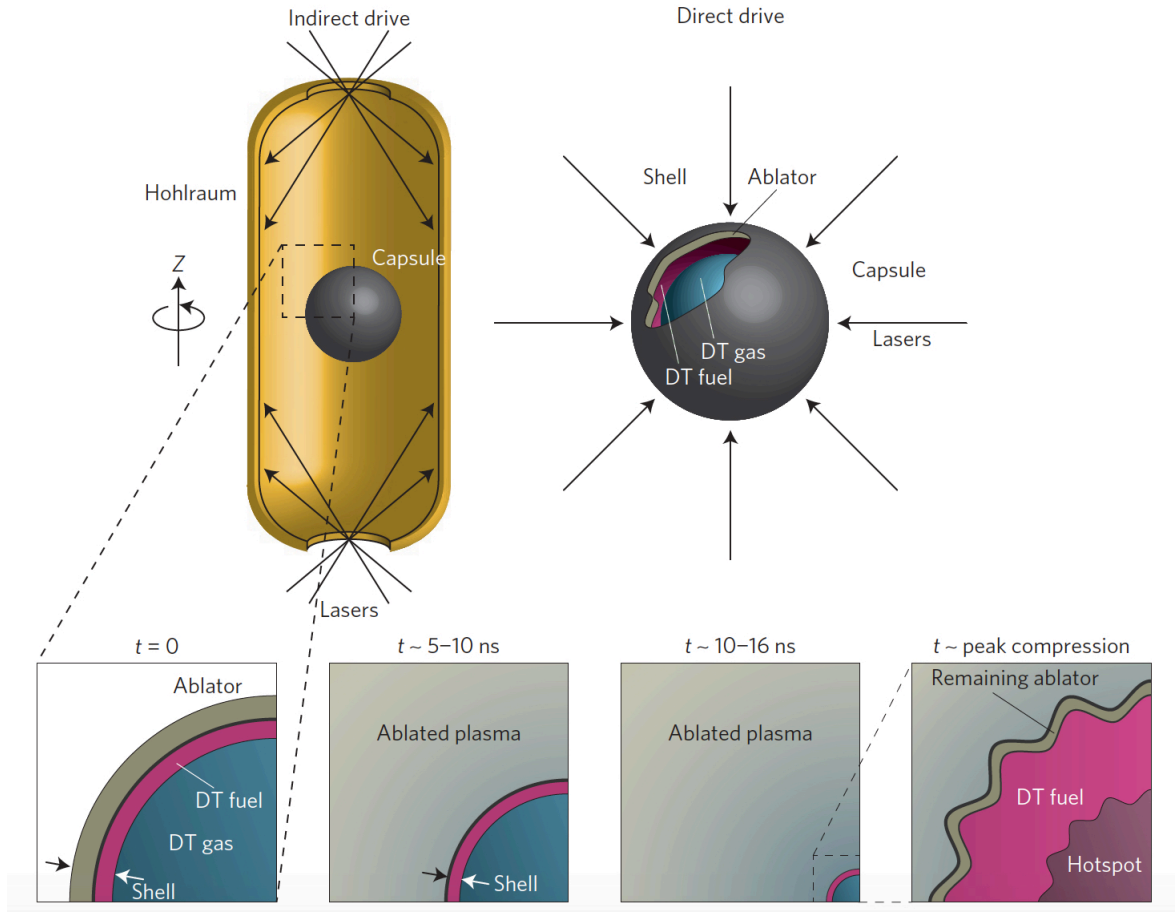 Indirect drive
Direct drive
Hohlraum
Z
Capsule
Lasers
Shell
Ablator
Capsule
Lasers
DT gas
DT fuel
t = 0
Ablator
DT fuel
DT gas
Shell
t ~ 5–10 ns
Ablated plasma
Shell
t ~ 10–16 ns
Ablated plasma
t ~ peak compression
Remaining ablator
DT fuel
Hotspot